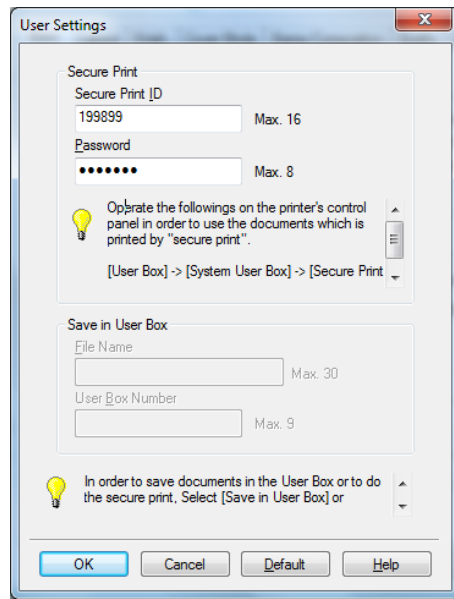 User Settings
Secure Print
Secure Print ID
199899
Max. 16
Password
•••••••
Max. 8
Operate the followings on the printer's control
panel in order to use the documents which is
printed by "secure print".
[User Box] -> [System User Box] -> [Secure Print
Save in User Box
File Name
Max. 30
User Box Number
Max. 9
In order to save documents in the User Box or to do
the secure print, Select [Save in User Box] or
OK
Cancel
Default
Help